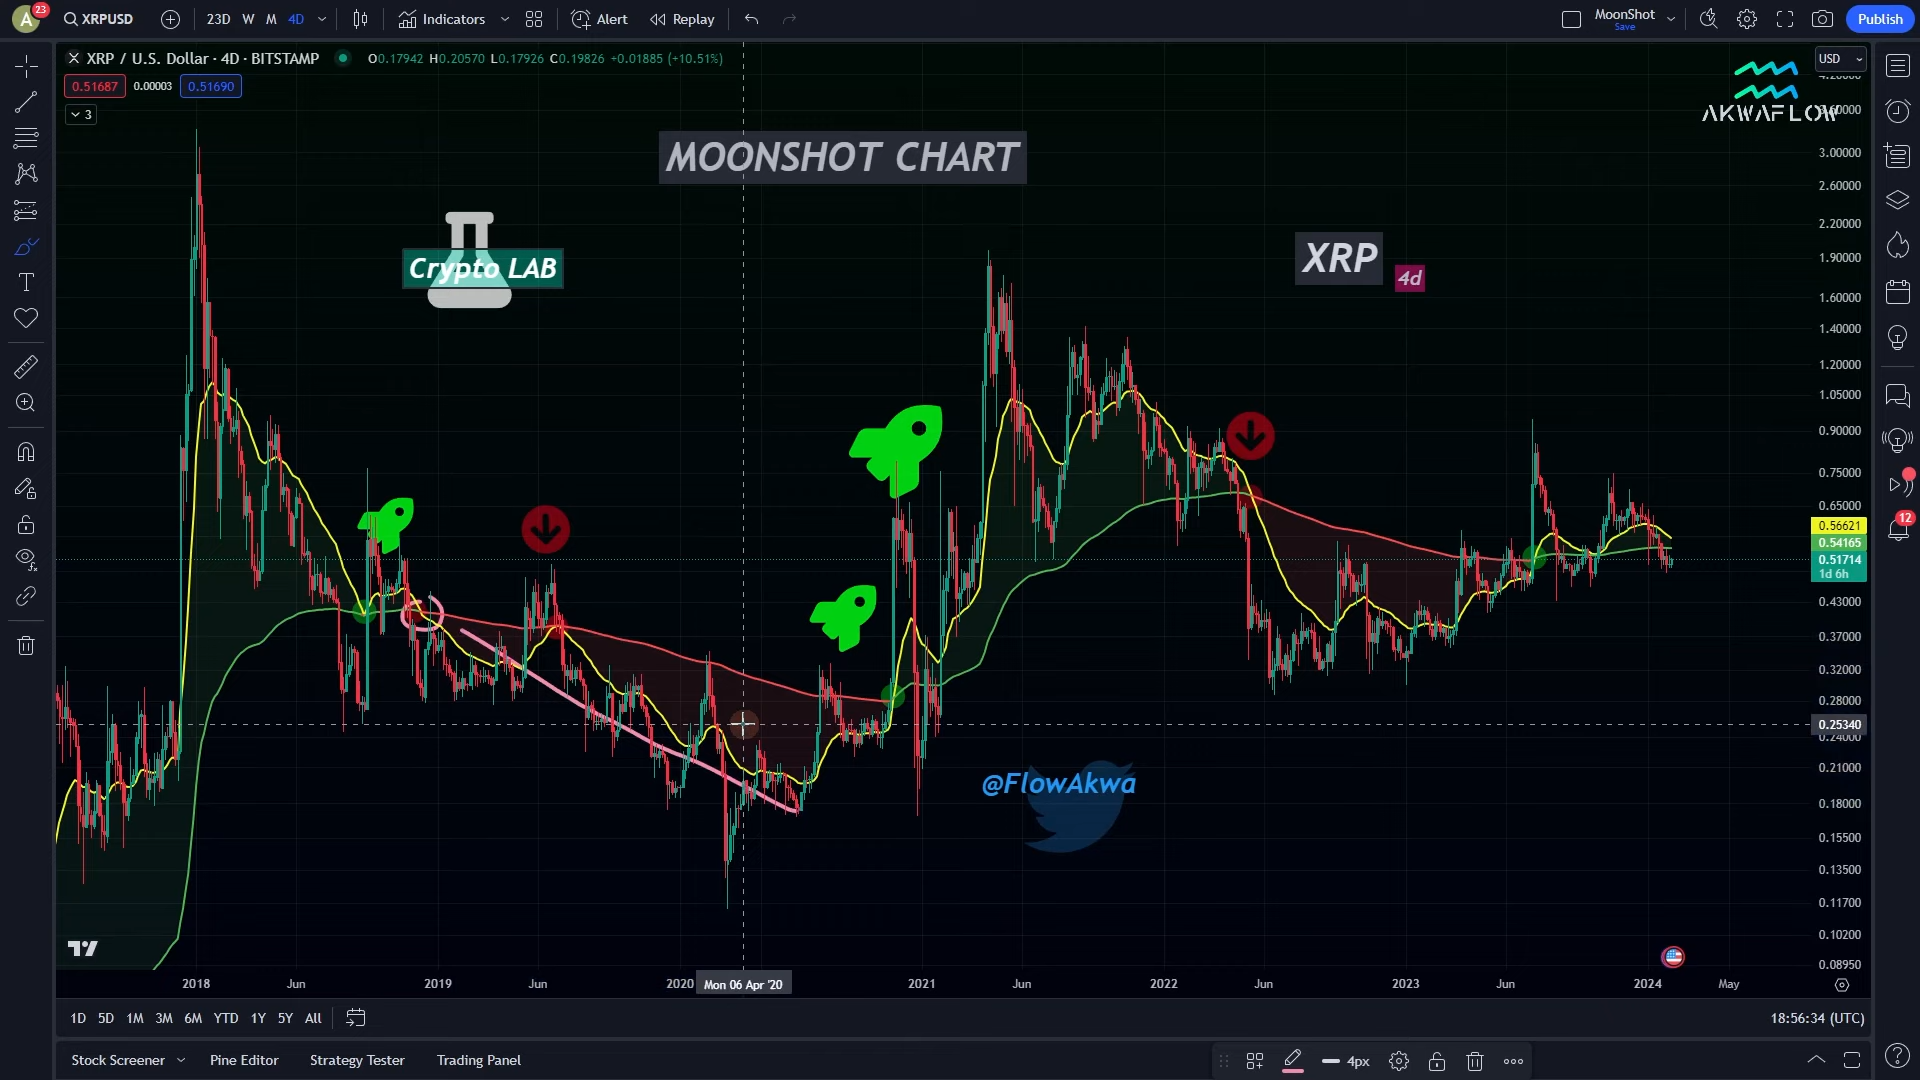 A 23 XRPUSD 23D W M 4D Indicators Alert Replay MoonShot Save Publish
XRP / U.S. Dollar · 4D · BITSTAMP O0.17942 H0.20570 L0.17926 C0.19826 +0.01885 (+10.51%) USD
0.51687 0.00003 0.51690
3
AKWAFLOW
MOONSHOT CHART
Crypto LAB
XRP 4d
@FlowAkwa
3.00000
2.60000
2.20000
1.90000
1.60000
1.40000
1.20000
1.05000
0.90000
0.75000
0.65000
0.56621
0.54165
0.51714
1d 6h
0.43000
0.37000
0.32000
0.28000
0.25340
0.24000
0.21000
0.18000
0.15500
0.13500
0.11700
0.10200
0.08950
12
2018 Jun 2019 Jun 2020 Mon 06 Apr '20 2021 Jun 2022 Jun 2023 Jun 2024 May
1D 5D 1M 3M 6M YTD 1Y 5Y All 18:56:34 (UTC)
Stock Screener Pine Editor Strategy Tester Trading Panel 4px